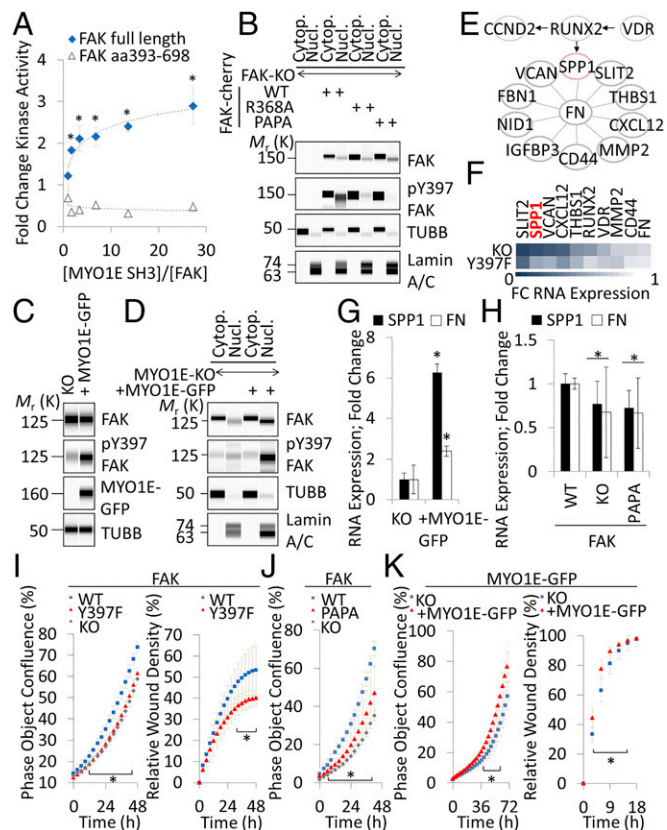 A
FAK full length
FAK aa393-698
Fold Change Kinase Activity
4
3
2
1
0
* * * * * *
0 10 20 30
[MYO1E SH3]/[FAK]
B
Cytop. Nucl. Cytop. Nucl. Cytop. Nucl. Cytop. Nucl.
FAK-KO
FAK-cherry
WT + +
R368A + +
PAPA + +
Mr (K)
150 FAK
150 pY397 FAK
50 TUBB
74
63
Lamin A/C
E
CCND2 RUNX2 VDR
SPP1
VCAN SLIT2
FBN1 THBS1
FN
NID1 CXCL12
IGFBP3 MMP2
CD44
F
SLIT2 SPP1 VCAN CXCL12 THBS1 RUNX2 VDR MMP2 CD44 FN
KO
Y397F
0 1
FC RNA Expression
C
KO + MYO1E-GFP
Mr (K)
125 FAK
125 pY397 FAK
160 MYO1E-GFP
50 TUBB
D
Cytop. Nucl. Cytop. Nucl.
MYO1E-KO
+MYO1E-GFP + +
Mr (K)
125 FAK
125 pY397 FAK
50 TUBB
74
63
Lamin A/C
G
SPP1 FN
RNA Expression; Fold Change
8
6
4
2
0
* *
KO +MYO1E-GFP
H
SPP1 FN
RNA Expression; Fold Change
1.5
1
0.5
0
* *
WT KO PAPA
FAK
I
FAK
WT
Y397F
KO
Phase Object Confluence (%)
80
70
60
50
40
30
20
10
*
0 24 48
Time (h)
WT
Y397F
Relative Wound Density (%)
70
60
50
40
30
20
10
0
*
0 24 48
Time (h)
J
FAK
WT
PAPA
KO
Phase Object Confluence (%)
80
60
40
20
0
*
0 24 48
Time (h)
K
MYO1E-GFP
KO
+MYO1E-GFP
Phase Object Confluence (%)
100
80
60
40
20
0
*
0 36 72
Time (h)
KO
+MYO1E-GFP
Relative Wound Density (%)
100
80
60
40
20
0
*
0 9 18
Time (h)